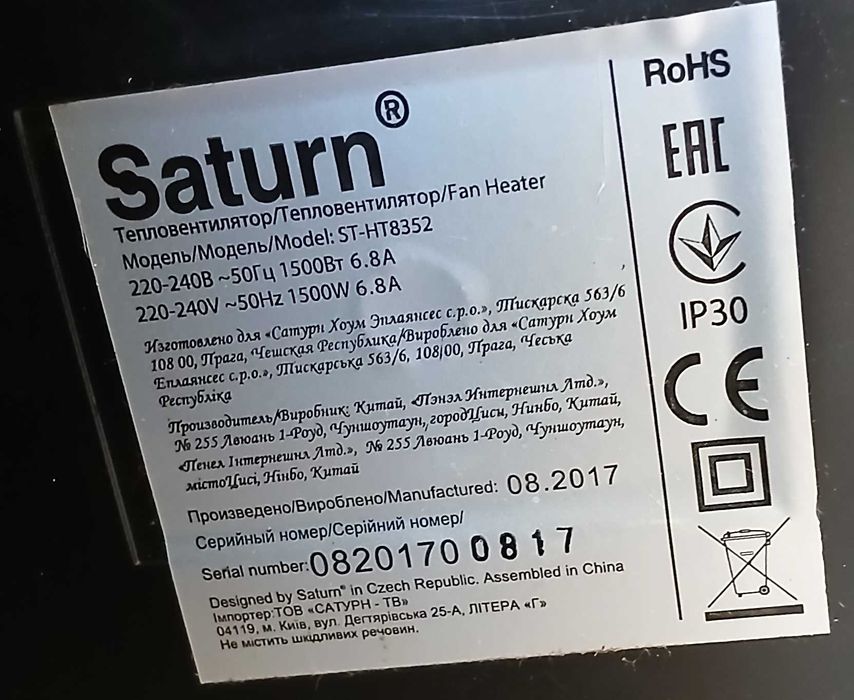 Saturn®
Тепловентилятор/Тепловентилятор/Fan Heater
Модель/Модель/Model: ST-HT8352
220-240В ~50Гц 1500Вт 6.8А
220-240V ~50Hz 1500W 6.8A
Изготовлено для «Сатурн Хоум Эплаянсес с.р.о.», Тискарска 563/6
108 00, Прага, Чешская Республика/Вироблено для «Сатурн Хоум
Еплаянсес с.р.о.», Тискарська 563/6, 108|00, Прага, Чеська
Республіка
Производитель/Виробник: Китай, «Пэнэл Интернешнл Лтд.»,
№ 255 Лвюань 1-Роуд, Чуншоутаун, городЦиси, Нинбо, Китай,
«Пенел Інтернешнл Лтд.», № 255 Лвюань 1-Роуд, Чуншоутаун,
містоЦисі, Нінбо, Китай
Произведено/Вироблено/Manufactured: 08.2017
Серийный номер/Серійний номер/
Serial number: 08201700817
Designed by Saturn® in Czech Republic. Assembled in China
Імпортер:ТОВ «САТУРН - ТВ»
04119, м. Київ, вул. Дегтярівська 25-А, ЛІТЕРА «Г»
Не містить шкідливих речовин.
RoHS
EAC
IP30
CE